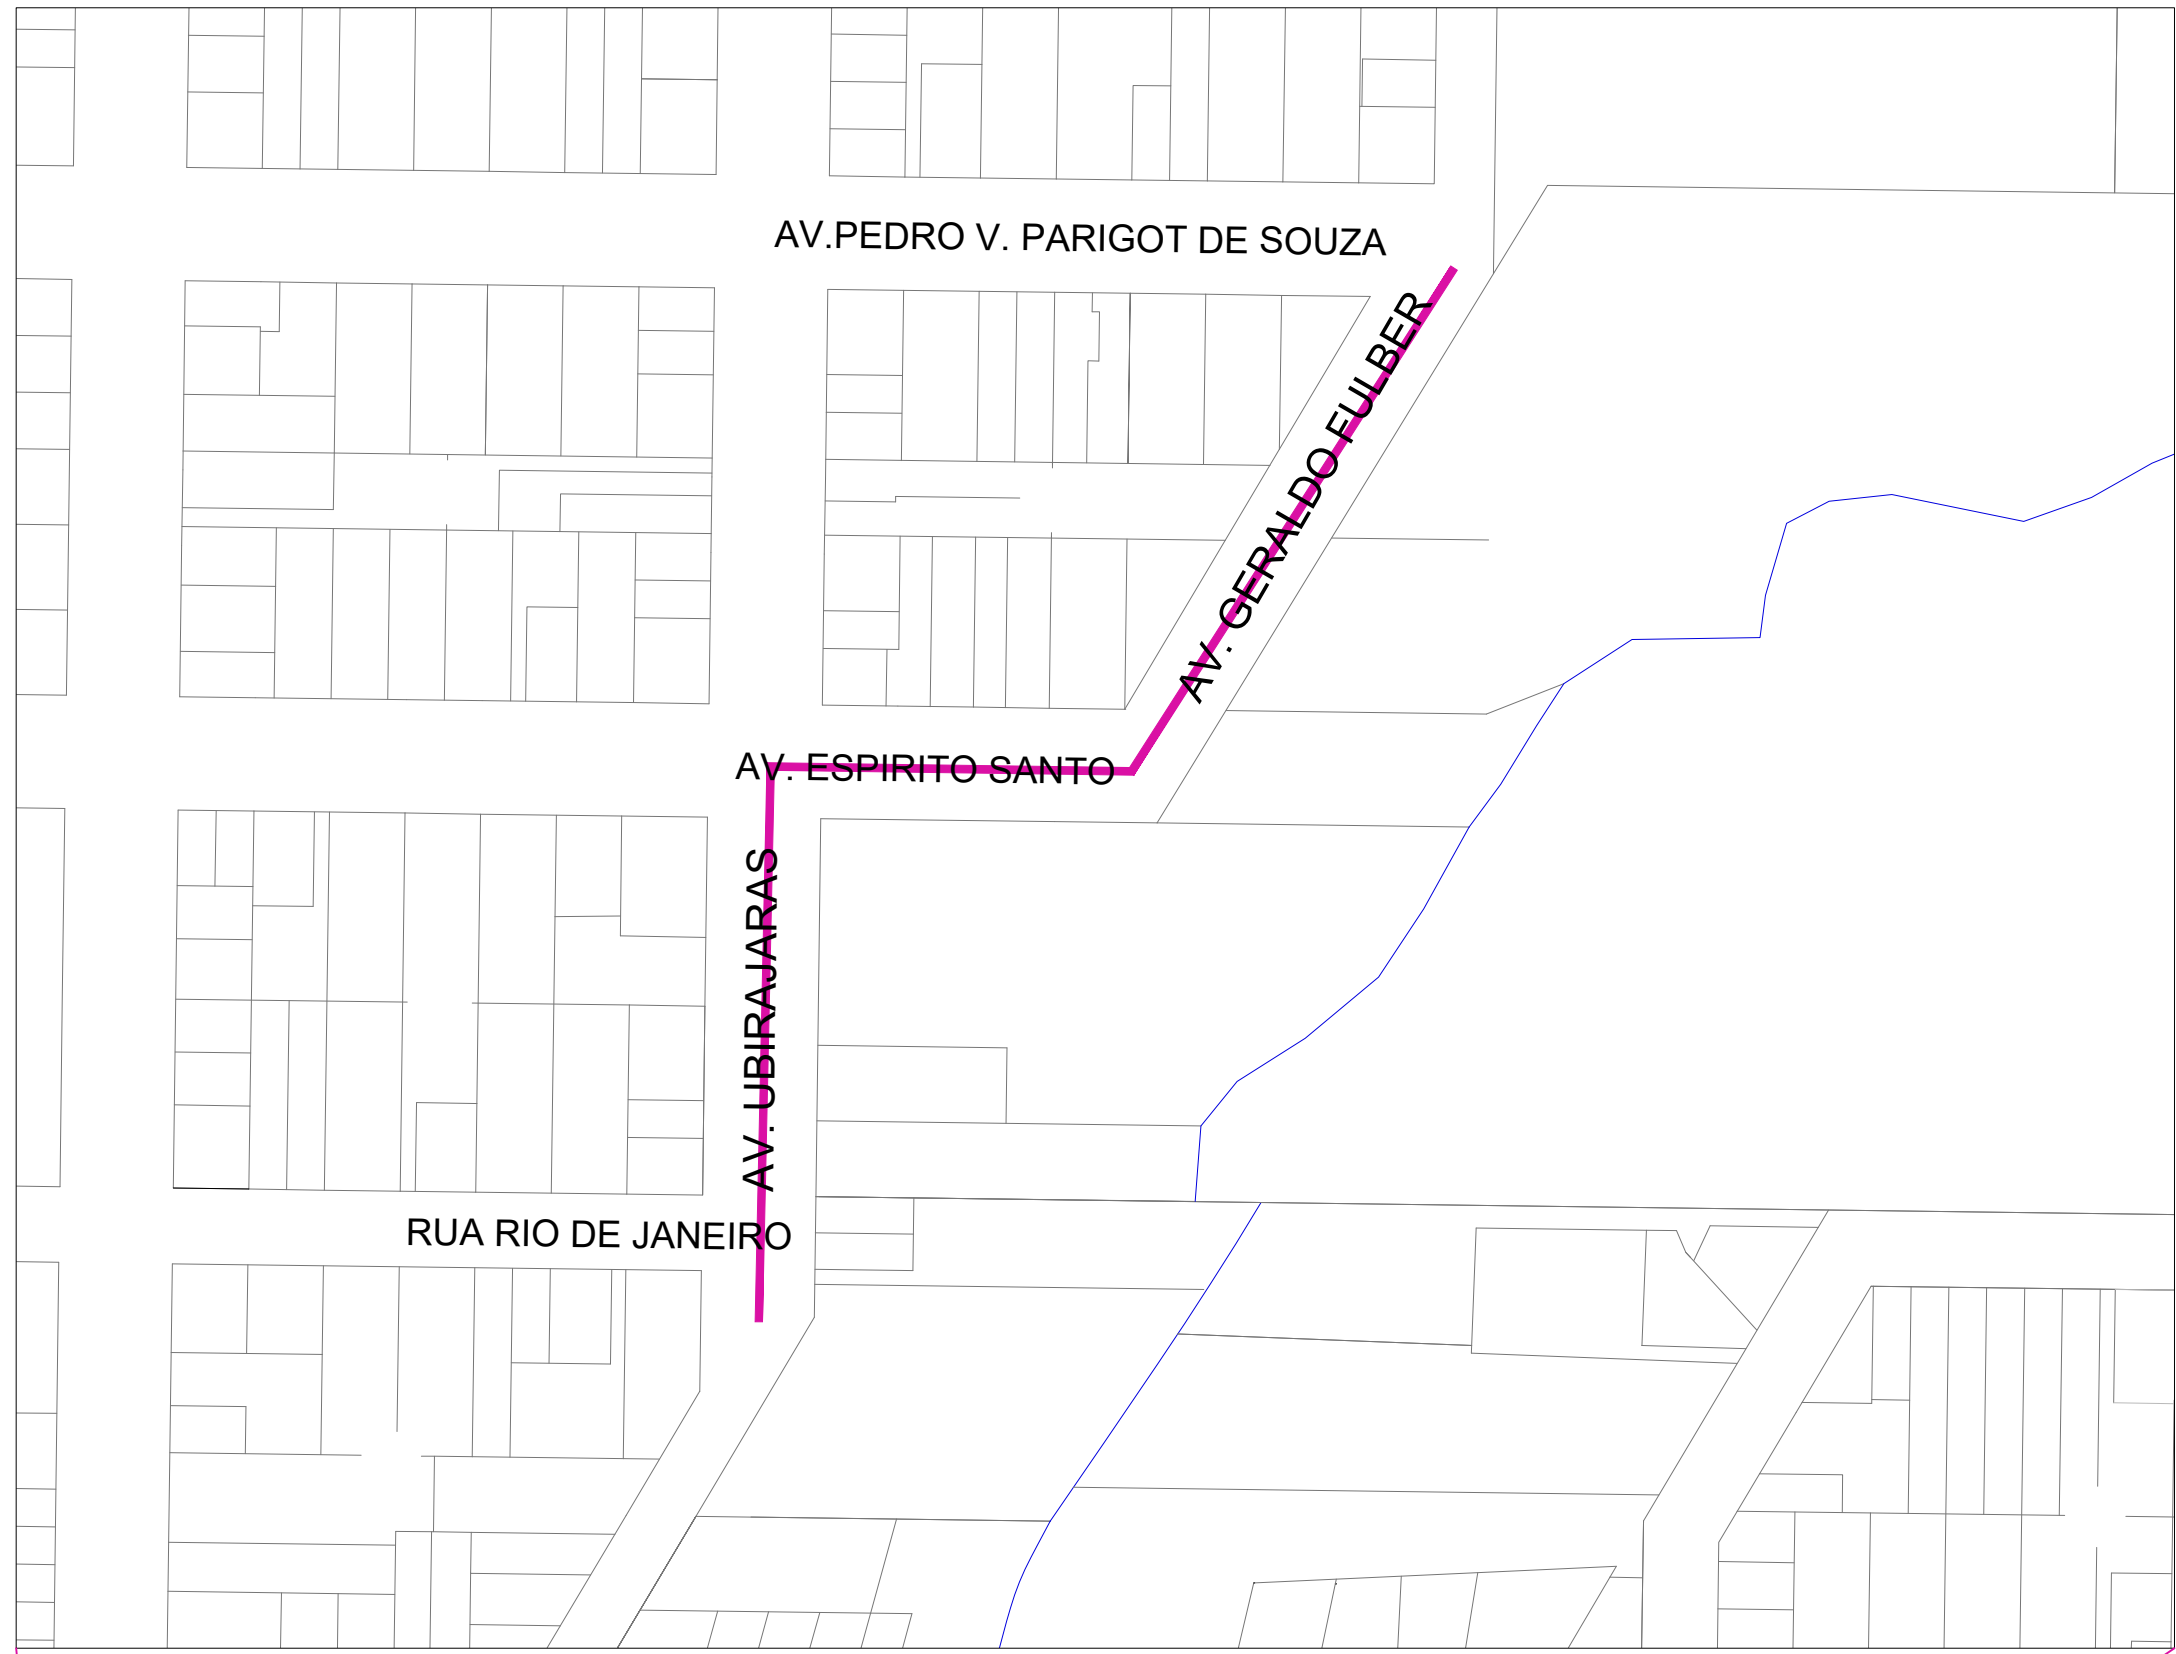 AV.PEDRO V. PARIGOT DE SOUZA
AV. GERALDO FULBER
AV. ESPIRITO SANTO
AV. UBIRAJARAS
RUA RIO DE JANEIRO